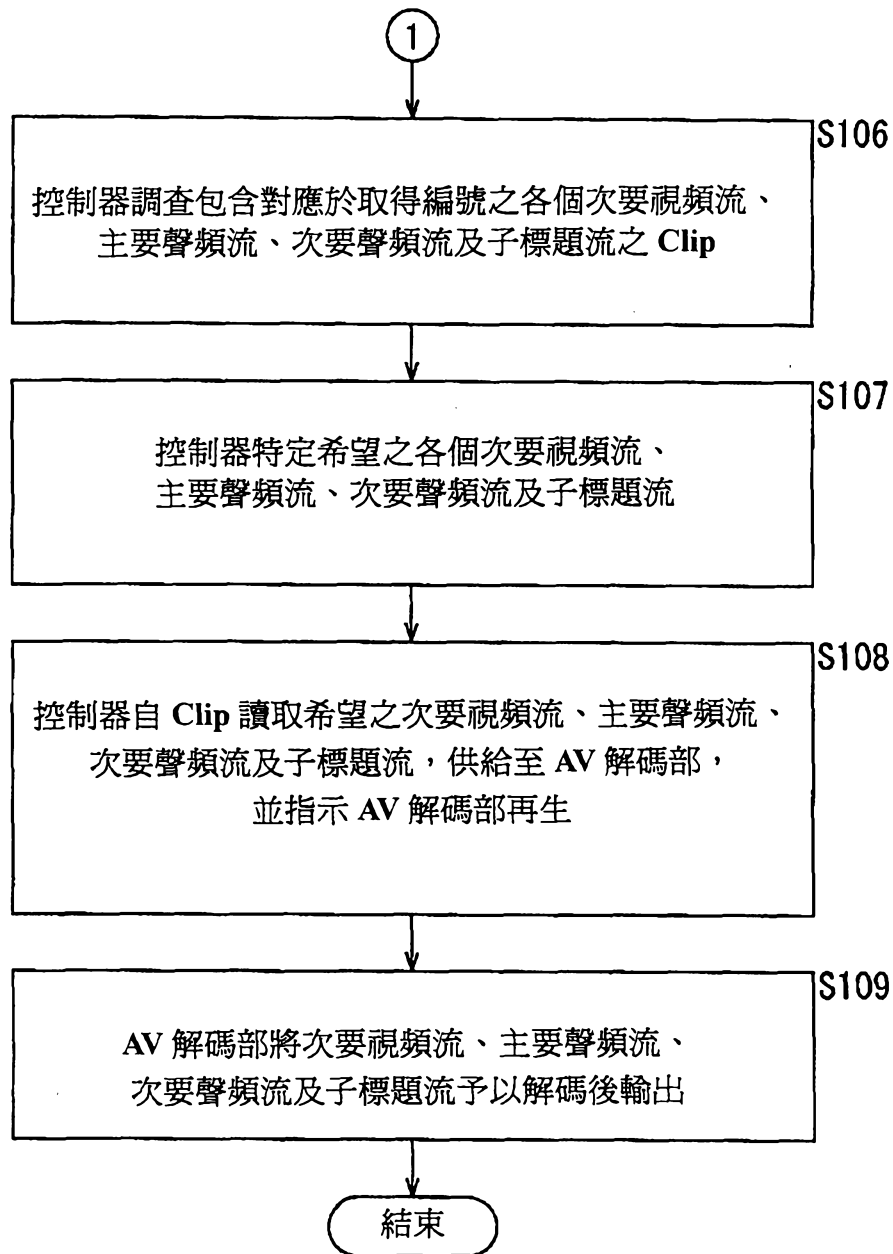 1
S106
控制器調查包含對應於取得編號之各個次要視頻流、
主要聲頻流、次要聲頻流及子標題流之 Clip
S107
控制器特定希望之各個次要視頻流、
主要聲頻流、次要聲頻流及子標題流
S108
控制器自 Clip 讀取希望之次要視頻流、主要聲頻流、
次要聲頻流及子標題流，供給至 AV 解碼部，
並指示 AV 解碼部再生
S109
AV 解碼部將次要視頻流、主要聲頻流、
次要聲頻流及子標題流予以解碼後輸出
結束